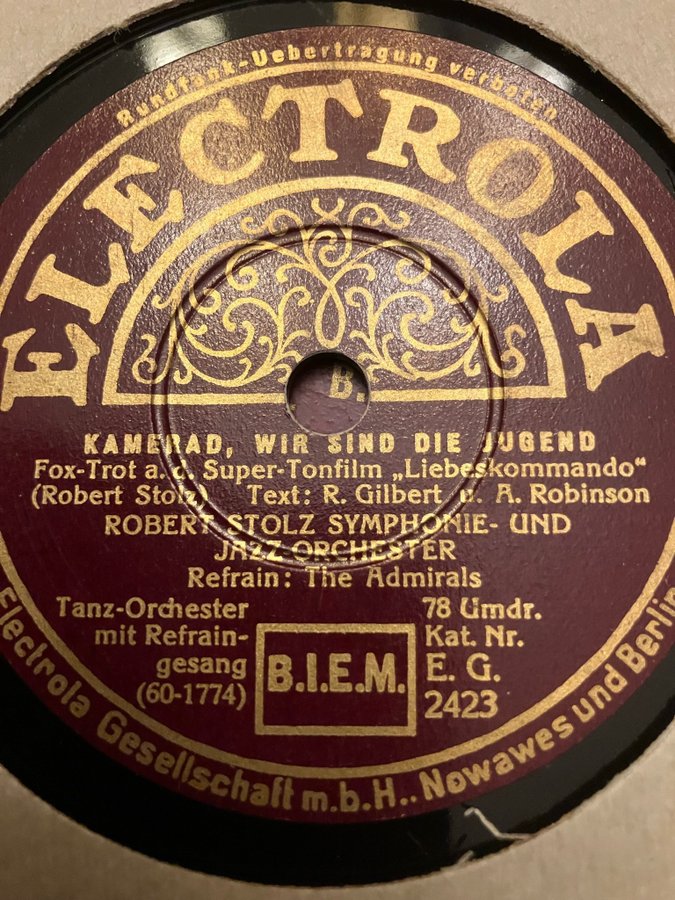 Rundfunk-Uebertragung verboten
ELECTROLA
B.
KAMERAD, WIR SIND DIE JUGEND
Fox-Trot a. d. Super-Tonfilm „Liebeskommando“
(Robert Stolz) Text: R. Gilbert u. A. Robinson
ROBERT STOLZ SYMPHONIE- UND
JAZZ-ORCHESTER
Refrain: The Admirals
Tanz-Orchester
mit Refrain-
gesang
(60-1774)
B.I.E.M.
78 Umdr.
Kat. Nr.
E. G.
2423
Electrola Gesellschaft m.b.H.. Nowawes und Berlin